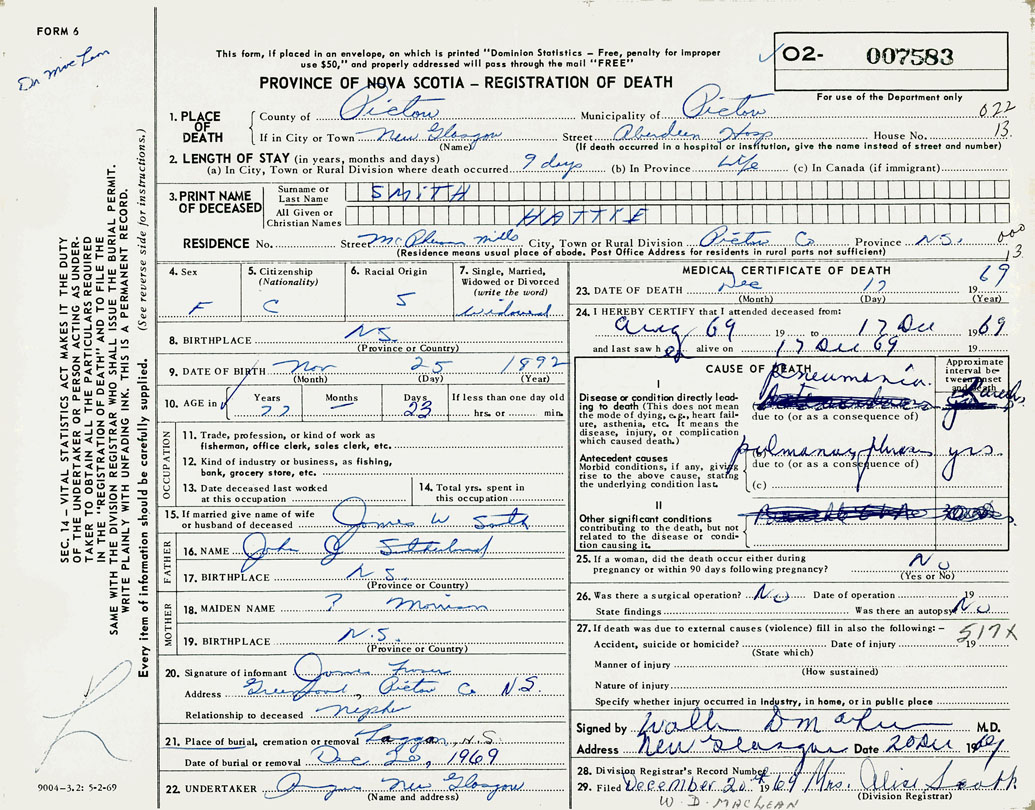 FORM 6
Dr MacLean
This form, if placed in an envelope, on which is printed "Dominion Statistics – Free, penalty for improper
use $50," and properly addressed will pass through the mail "FREE"
PROVINCE OF NOVA SCOTIA – REGISTRATION OF DEATH
02- 007583
For use of the Department only
1. PLACE OF DEATH
County of Pictou Municipality of Pictou 022
If in City or Town New Glasgow Street Aberdeen Hosp House No. 13
(Name) (If death occurred in a hospital or institution, give the name instead of street and number)
2. LENGTH OF STAY (in years, months and days)
(a) In City, Town or Rural Division where death occurred 9 days (b) In Province Life (c) In Canada (if immigrant)
3. PRINT NAME OF DECEASED
Surname or Last Name SMITH
All Given or Christian Names HATTIE
RESIDENCE No. Street McPhersons Mills City, Town or Rural Division Pictou Co Province N.S. 000
(Residence means usual place of abode. Post Office Address for residents in rural parts not sufficient) 13
4. Sex F
5. Citizenship (Nationality) C
6. Racial Origin 5
7. Single, Married, Widowed or Divorced (write the word) Widowed
8. BIRTHPLACE N.S.
(Province or Country)
9. DATE OF BIRTH Nov 25 1892
(Month) (Day) (Year)
10. AGE in Years 77 Months — Days 23 If less than one day old
hrs. or min.
OCCUPATION
11. Trade, profession, or kind of work as
fishermen, office clerk, sales clerk, etc.
12. Kind of industry or business, as fishing,
bank, grocery store, etc.
13. Date deceased last worked
at this occupation
14. Total yrs. spent in
this occupation
15. If married give name of wife
or husband of deceased James W Smith
FATHER
16. NAME John G Sutherland
17. BIRTHPLACE N.S.
(Province or Country)
MOTHER
18. MAIDEN NAME ? Morrison
19. BIRTHPLACE N.S.
(Province or Country)
20. Signature of informant James Fraser
Address Greenwood, Pictou Co N.S.
Relationship to deceased nephew
21. Place of burial, cremation or removal N.S.
Date of burial or removal Dec 20, 1969
22. UNDERTAKER New Glasgow
(Name and address)
MEDICAL CERTIFICATE OF DEATH
23. DATE OF DEATH Dec 17 19 69
(Month) (Day) (Year)
24. I HEREBY CERTIFY that I attended deceased from:
Aug 69 19 to 17 Dec 19 69
and last saw her alive on 17 Dec 69 19
CAUSE OF DEATH
Approximate interval between onset and death
I
Disease or condition directly leading to death (This does not
mean the mode of dying, e.g., heart failure, asthenia, etc. It means the
disease, injury, or complication
which caused death.)
pneumonia
due to (or as a consequence of)
Antecedent causes
Morbid conditions, if any, giving
rise to the above cause, stating
the underlying condition last.
pulmonary yrs
due to (or as a consequence of)
(c)
II
Other significant conditions
contributing to the death, but not
related to the disease or condition causing it.
25. If a woman, did the death occur either during
pregnancy or within 90 days following pregnancy? No
(Yes or No)
26. Was there a surgical operation? No Date of operation 19
State findings Was there an autopsy No
27. If death was due to external causes (violence) fill in also the following: –
517X
Accident, suicide or homicide? Date of injury 19
(State which)
Manner of injury
(How sustained)
Nature of injury
Specify whether injury occurred in industry, in home, or in public place
Signed by M.D.
Address New Glasgow Date 20 Dec 19 69
28. Division Registrar's Record Number
29. Filed December 20th 19 69 Mrs. Alice Smith
(Division Registrar)
W. D. MACLEAN
SEC. 14 – VITAL STATISTICS ACT MAKES IT THE DUTY
OF THE UNDERTAKER OR PERSON ACTING AS UNDER-
TAKER TO OBTAIN ALL THE PARTICULARS REQUIRED
IN THE "REGISTRATION OF DEATH" AND TO FILE THE
SAME WITH THE DIVISION REGISTRAR WHO SHALL ISSUE THE BURIAL PERMIT.
WRITE PLAINLY WITH UNFADING INK. THIS IS A PERMANENT RECORD.
Every item of information should be carefully supplied. (See reverse side for instructions.)
9004-3.2: 5-2-69